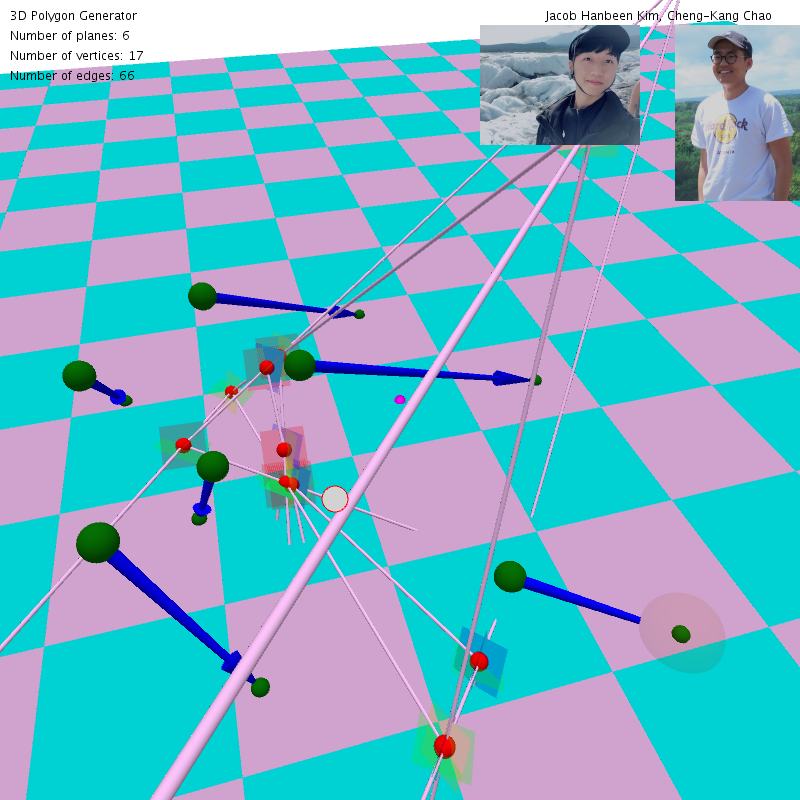 3D Polygon Generator
Jacob Hanbeen Kim, Cheng-Kang Chao
Number of planes: 6
Number of vertices: 17
Number of edges: 66